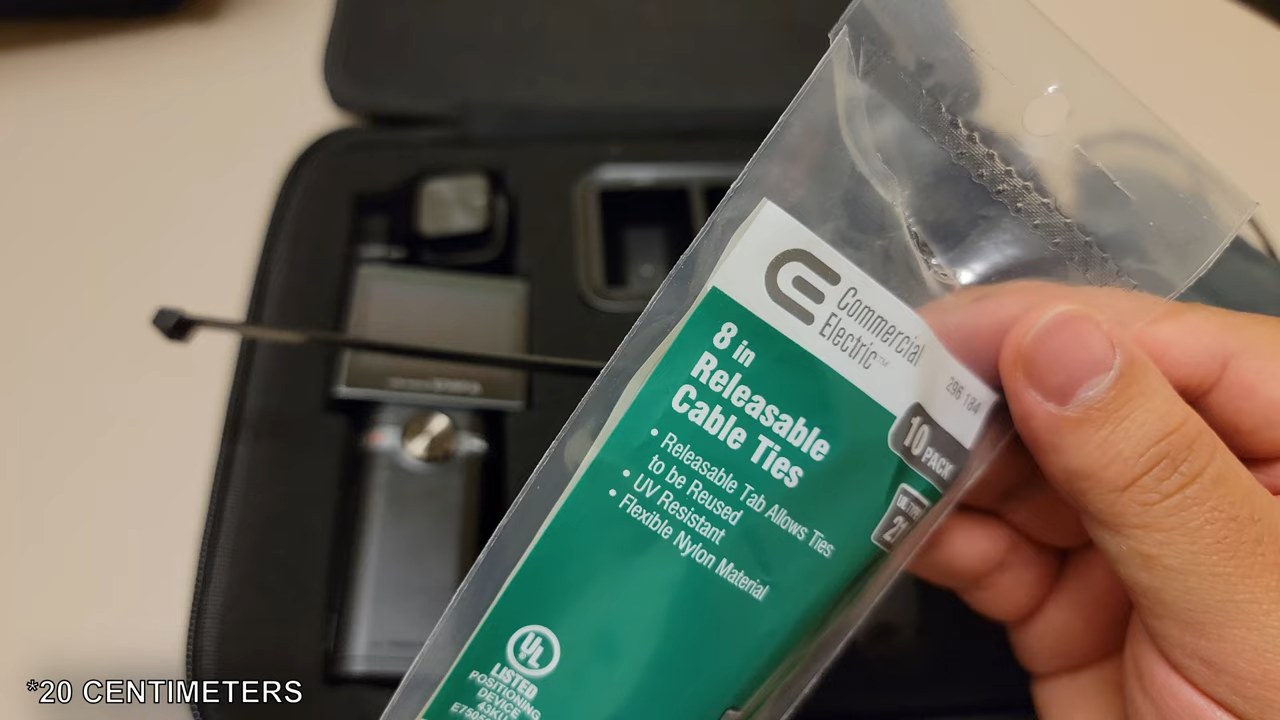 Commercial
Electric™
296 184
8 in
Releasable
Cable Ties
10 PACK
• Releasable Tab Allows Ties
to be Reused
• UV Resistant
• Flexible Nylon Material
UL
LISTED
POSITIONING
DEVICE
*20 CENTIMETERS